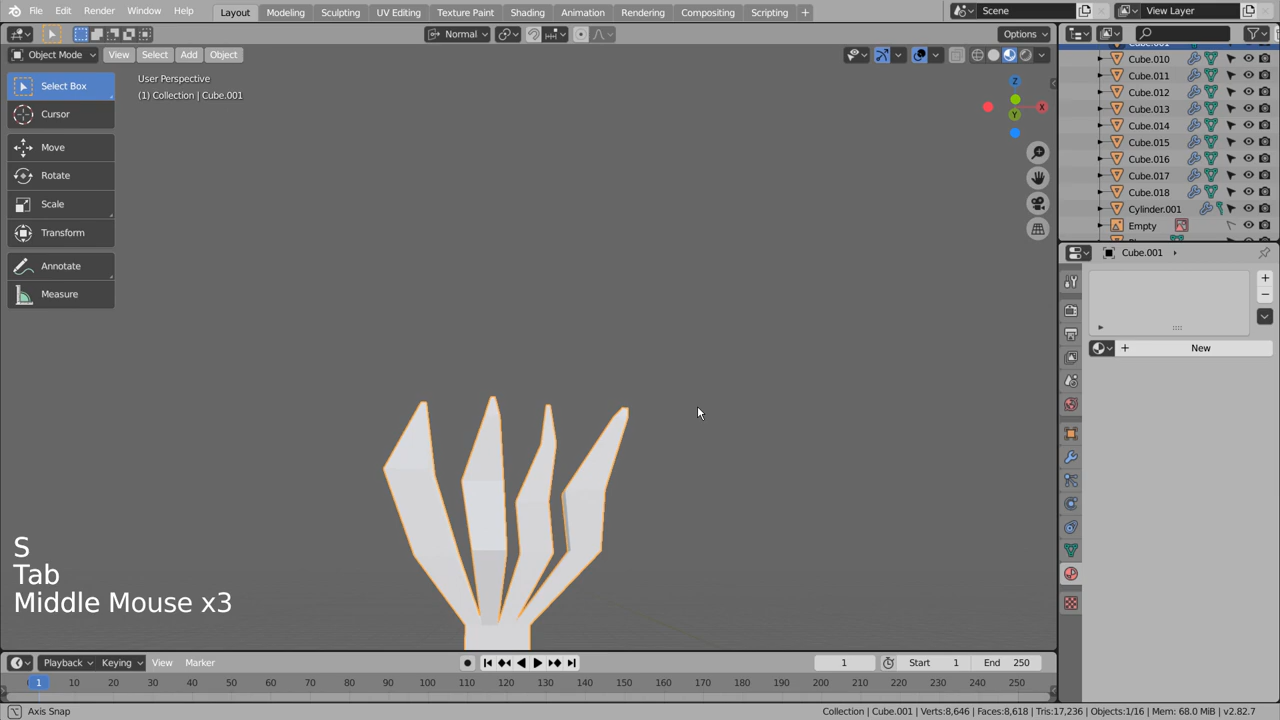 File Edit Render Window Help
Layout Modeling Sculpting UV Editing Texture Paint Shading Animation Rendering Compositing Scripting +
Scene
View Layer
Normal
Options
Object Mode View Select Add Object
Select Box
Cursor
Move
Rotate
Scale
Transform
Annotate
Measure
User Perspective
(1) Collection | Cube.001
Z
X
Y
S
Tab
Middle Mouse x3
Cube.001
Cube.010
Cube.011
Cube.012
Cube.013
Cube.014
Cube.015
Cube.016
Cube.017
Cube.018
Cylinder.001
Empty
Cube.001
New
Playback Keying View Marker
1
Start 1
End 250
1 10 20 30 40 50 60 70 80 90 100 110 120 130 140 150 160 170 180 190 200 210 220 230 240 250
Axis Snap
Collection | Cube.001 | Verts:8,646 | Faces:8,618 | Tris:17,236 | Objects:1/16 | Mem: 68.0 MiB | v2.82.7